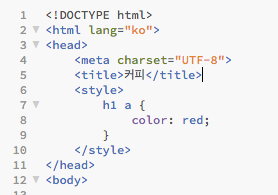 1 <!DOCTYPE html>
2 <html lang="ko">
3 <head>
4     <meta charset="UTF-8">
5     <title>커피</title>
6     <style>
7         h1 a {
8             color: red;
9         }
10     </style>
11 </head>
12 <body>